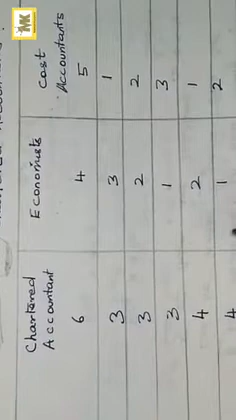 MK
Chartered Accountant | Economists | Cost Accountants
6 | 4 | 5
3 | 3 | 1
3 | 2 | 2
3 | 1 | 3
4 | 2 | 1
4 | 1 | 2